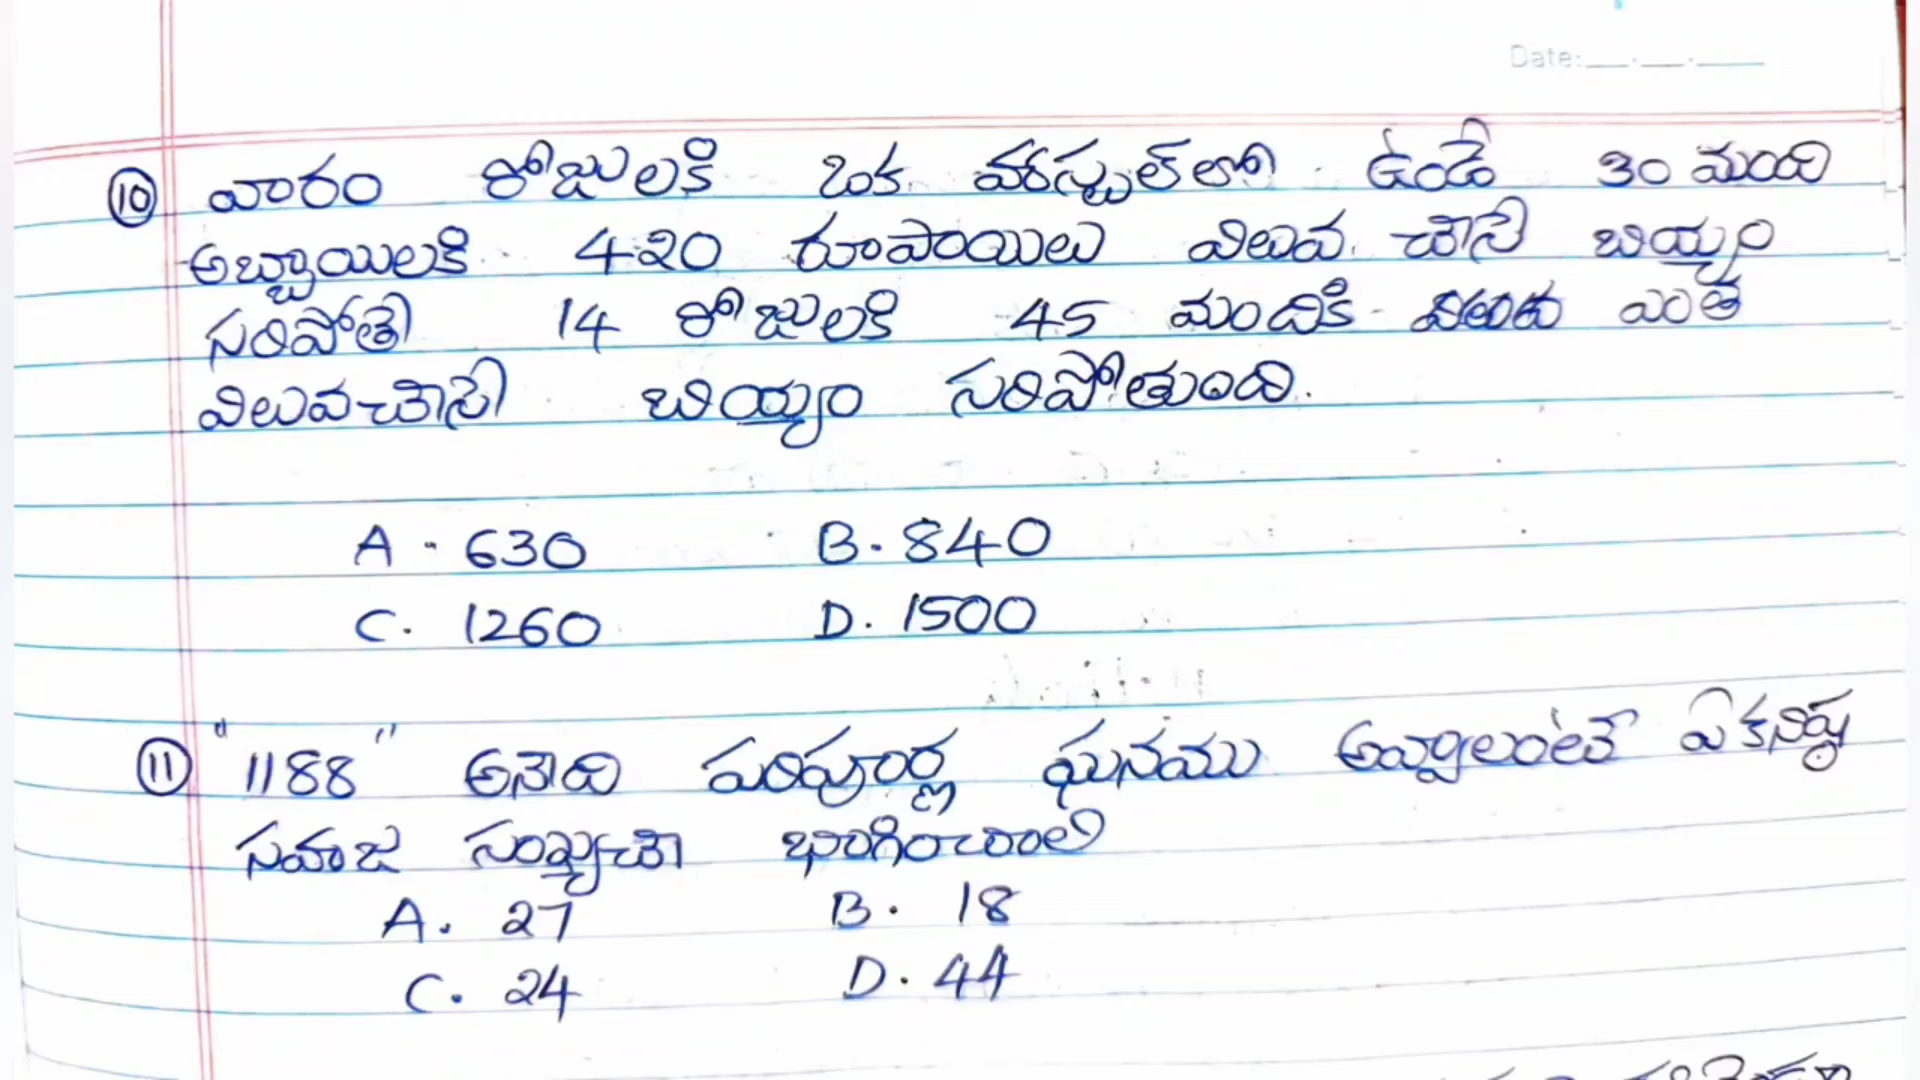 Date:
10 వారం రోజులకి ఒక హాస్టల్‌లో ఉండే 30 మంది
అబ్బాయిలకి 420 రూపాయిలు విలువ చేసే బియ్యం
సరిపోతే 14 రోజులకి 45 మందికి ఎంత
విలువచేసే బియ్యం సరిపోతుంది.
A. 630 B. 840
C. 1260 D. 1500
11 "1188" అనేది పరిపూర్ణ ఘనము అవ్వాలంటే ఏ కనిష్ఠ
సహజ సంఖ్యచే భాగించాలి
A. 27 B. 18
C. 24 D. 44